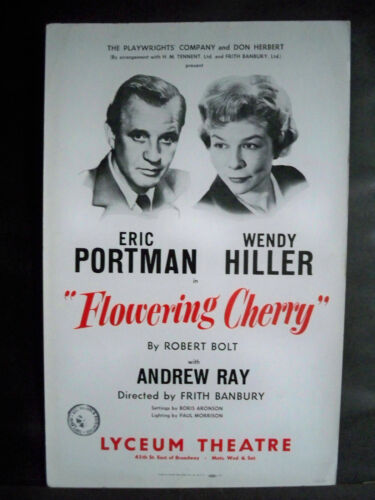 THE PLAYWRIGHTS' COMPANY and DON HERBERT
(By arrangement with H. M. TENNENT, Ltd. and FRITH BANBURY, Ltd.)
present
ERIC WENDY
PORTMAN HILLER
in
"Flowering Cherry"
By ROBERT BOLT
with
ANDREW RAY
Directed by FRITH BANBURY
Settings by BORIS ARONSON
Lighting by PAUL MORRISON
LYCEUM THEATRE
45th St. East of Broadway - Mats. Wed & Sat.